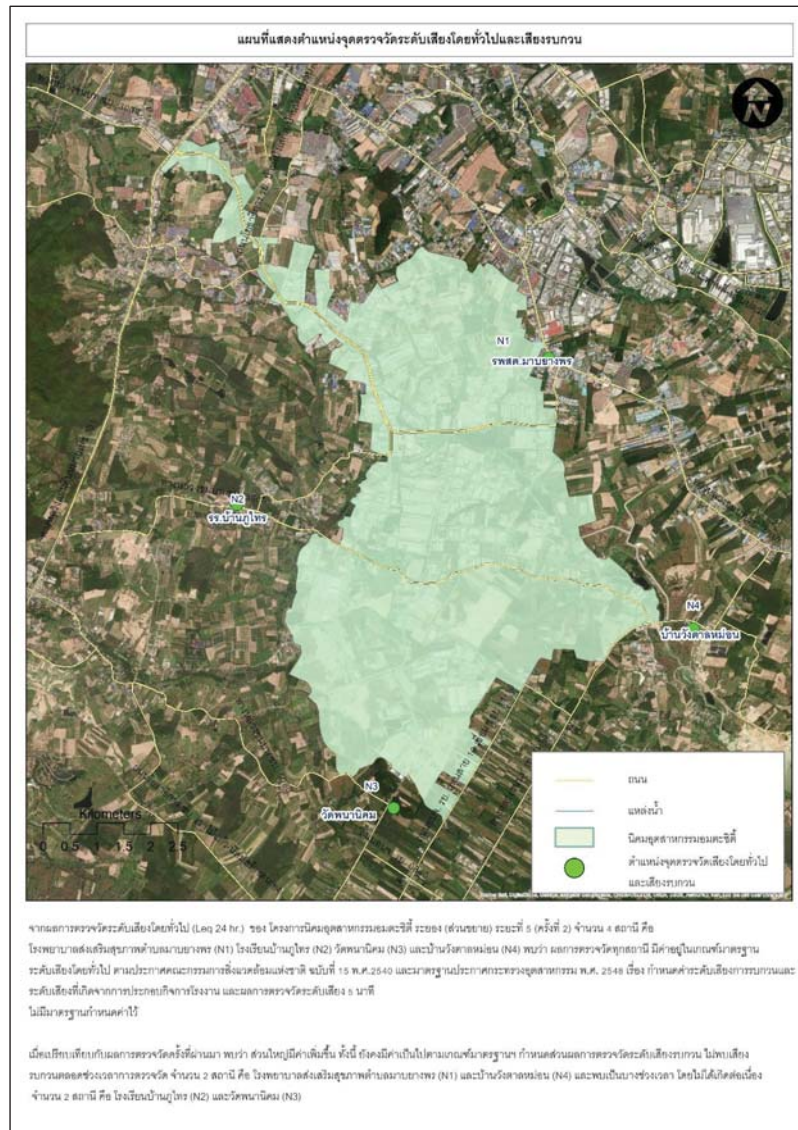 แผนที่แสดงตำแหน่งจุดตรวจวัดระดับเสียงโดยทั่วไปและเสียงรบกวน
N
N1
รพสต.มาบยางพร
N2
รร.บ้านภูไทร
N4
บ้านวังตาลหม่อน
N3
วัดพนานิคม
Kilometers
0 0.5 1 1.5 2 2.5
ถนน
แหล่งน้ำ
นิคมอุตสาหกรรมอมตะซิตี้
ตำแหน่งจุดตรวจวัดเสียงโดยทั่วไป
และเสียงรบกวน
จากผลการตรวจวัดระดับเสียงโดยทั่วไป (Leq 24 hr.) ของ โครงการนิคมอุตสาหกรรมอมตะซิตี้ ระยอง (ส่วนขยาย) ระยะที่ 5 (ครั้งที่ 2) จำนวน 4 สถานี คือ
โรงพยาบาลส่งเสริมสุขภาพตำบลมาบยางพร (N1) โรงเรียนบ้านภูไทร (N2) วัดพนานิคม (N3) และบ้านวังตาลหม่อน (N4) พบว่า ผลการตรวจวัดทุกสถานี มีค่าอยู่ในเกณฑ์มาตรฐาน
ระดับเสียงโดยทั่วไป ตามประกาศคณะกรรมการสิ่งแวดล้อมแห่งชาติ ฉบับที่ 15 พ.ศ.2540 และมาตรฐานประกาศกระทรวงอุตสาหกรรม พ.ศ. 2548 เรื่อง กำหนดค่าระดับเสียงการรบกวนและ
ระดับเสียงที่เกิดจากการประกอบกิจการโรงงาน และผลการตรวจวัดระดับเสียง 5 นาที
ไม่มีมาตรฐานกำหนดค่าไว้
เมื่อเปรียบเทียบกับผลการตรวจวัดครั้งที่ผ่านมา พบว่า ส่วนใหญ่มีค่าเพิ่มขึ้น ทั้งนี้ ยังคงมีค่าเป็นไปตามเกณฑ์มาตรฐานฯ กำหนดส่วนผลการตรวจวัดระดับเสียงรบกวน ไม่พบเสียง
รบกวนตลอดช่วงเวลาการตรวจวัด จำนวน 2 สถานี คือ โรงพยาบาลส่งเสริมสุขภาพตำบลมาบยางพร (N1) และบ้านวังตาลหม่อน (N4) และพบเป็นบางช่วงเวลา โดยไม่ได้เกิดต่อเนื่อง
จำนวน 2 สถานี คือ โรงเรียนบ้านภูไทร (N2) และวัดพนานิคม (N3)